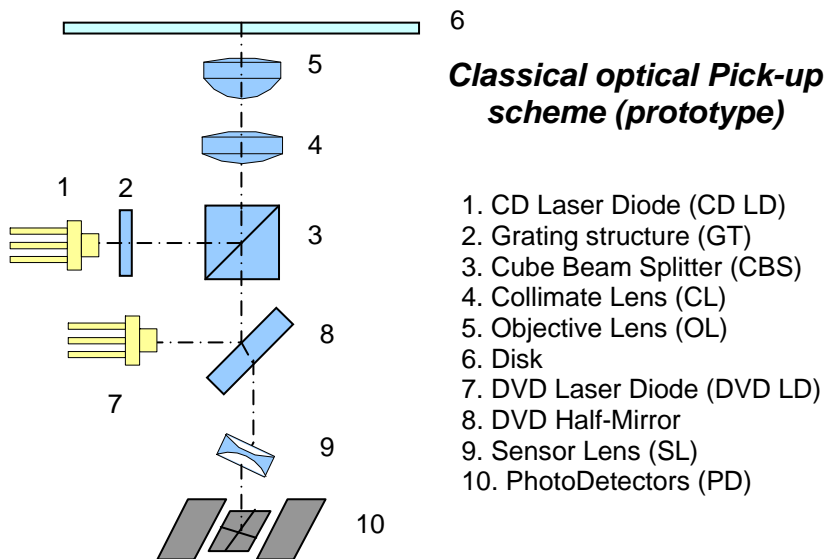 6
5
Classical optical Pick-up
scheme (prototype)
4
1
2
3
1. CD Laser Diode (CD LD)
2. Grating structure (GT)
3. Cube Beam Splitter (CBS)
4. Collimate Lens (CL)
5. Objective Lens (OL)
6. Disk
7. DVD Laser Diode (DVD LD)
8. DVD Half-Mirror
9. Sensor Lens (SL)
10. PhotoDetectors (PD)
8
7
9
10